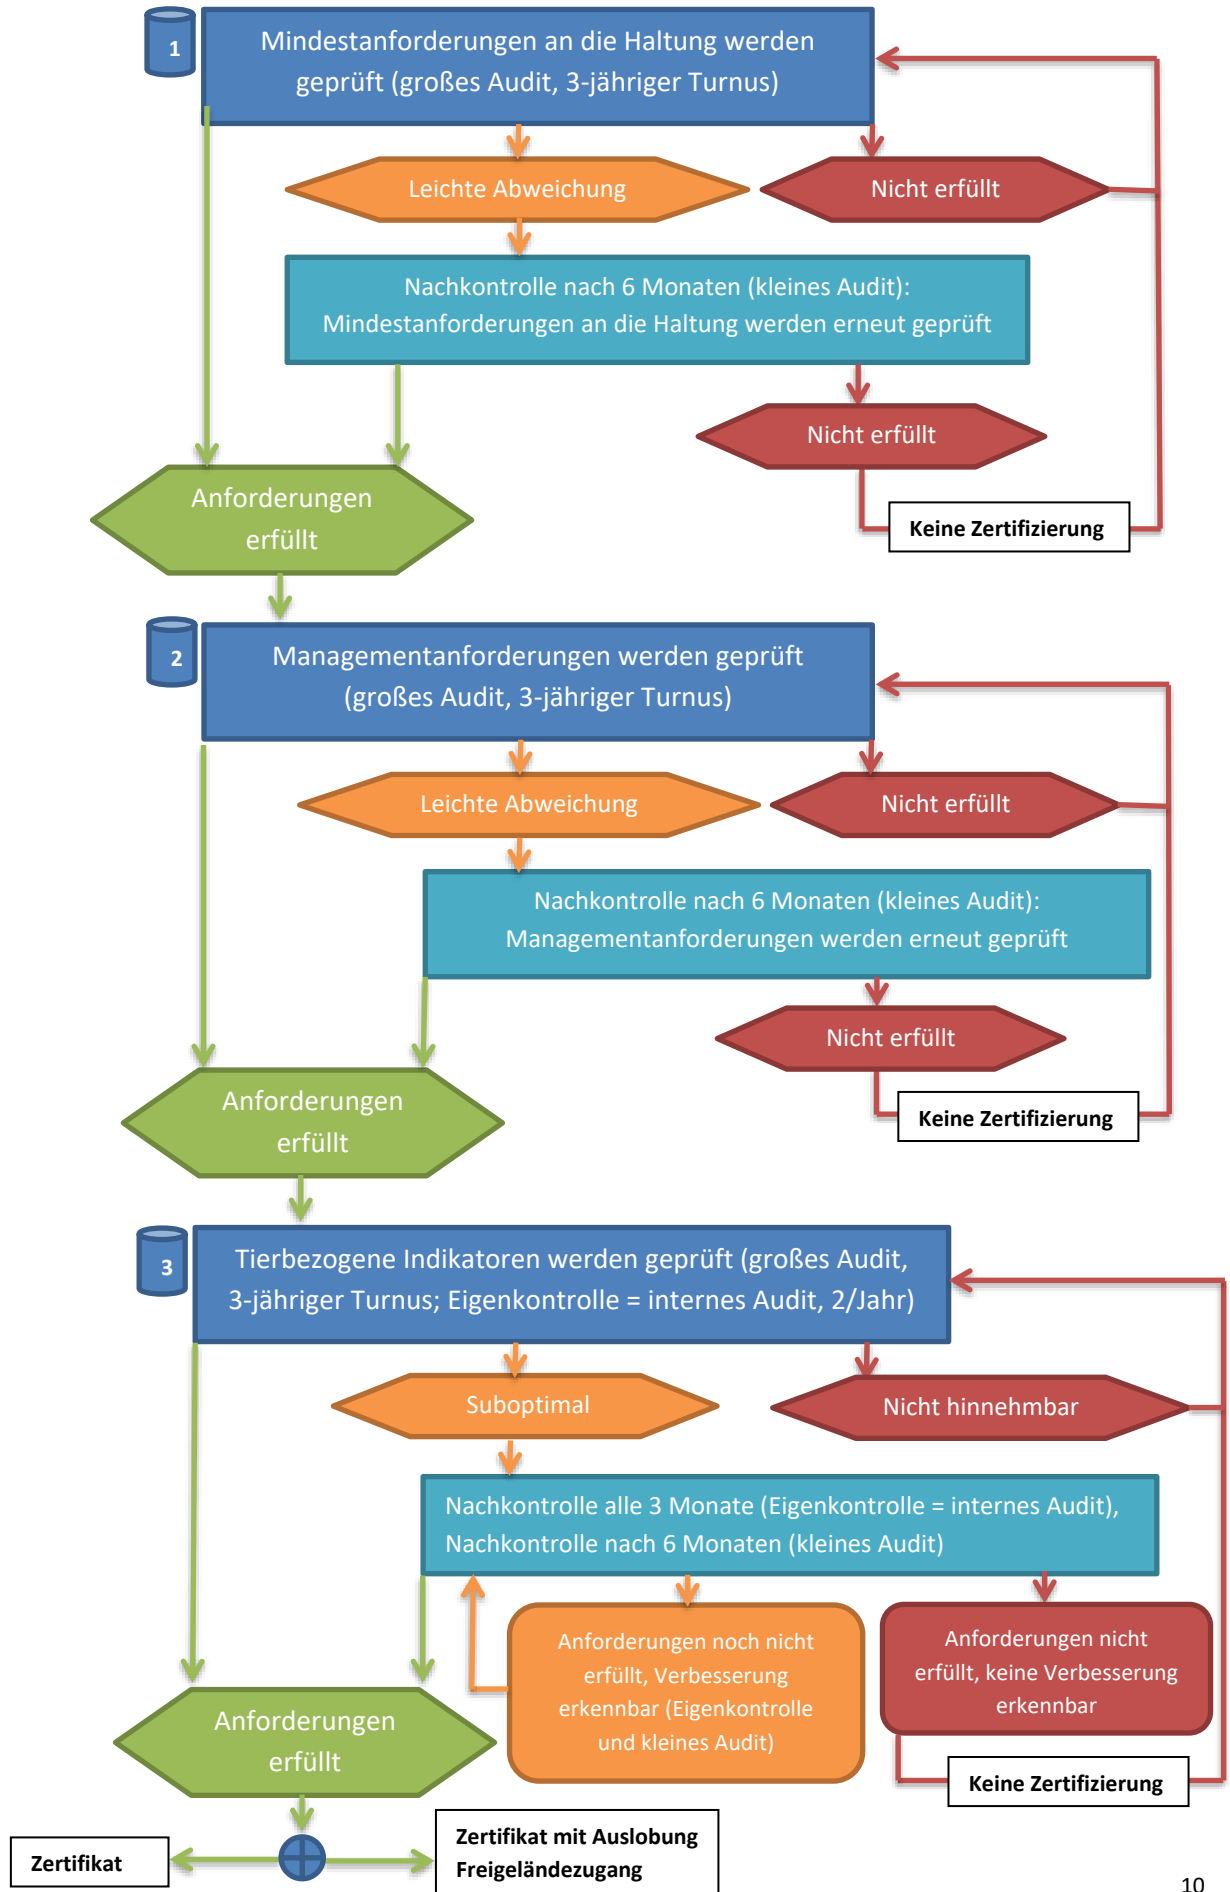 1
Mindestanforderungen an die Haltung werden
geprüft (großes Audit, 3-jähriger Turnus)
Leichte Abweichung
Nicht erfüllt
Nachkontrolle nach 6 Monaten (kleines Audit):
Mindestanforderungen an die Haltung werden erneut geprüft
Nicht erfüllt
Anforderungen
erfüllt
Keine Zertifizierung
2
Managementanforderungen werden geprüft
(großes Audit, 3-jähriger Turnus)
Leichte Abweichung
Nicht erfüllt
Nachkontrolle nach 6 Monaten (kleines Audit):
Managementanforderungen werden erneut geprüft
Nicht erfüllt
Anforderungen
erfüllt
Keine Zertifizierung
3
Tierbezogene Indikatoren werden geprüft (großes Audit,
3-jähriger Turnus; Eigenkontrolle = internes Audit, 2/Jahr)
Suboptimal
Nicht hinnehmbar
Nachkontrolle alle 3 Monate (Eigenkontrolle = internes Audit),
Nachkontrolle nach 6 Monaten (kleines Audit)
Anforderungen noch nicht
erfüllt, Verbesserung
erkennbar (Eigenkontrolle
und kleines Audit)
Anforderungen nicht
erfüllt, keine Verbesserung
erkennbar
Anforderungen
erfüllt
Keine Zertifizierung
Zertifikat
Zertifikat mit Auslobung
Freigeländezugang
10